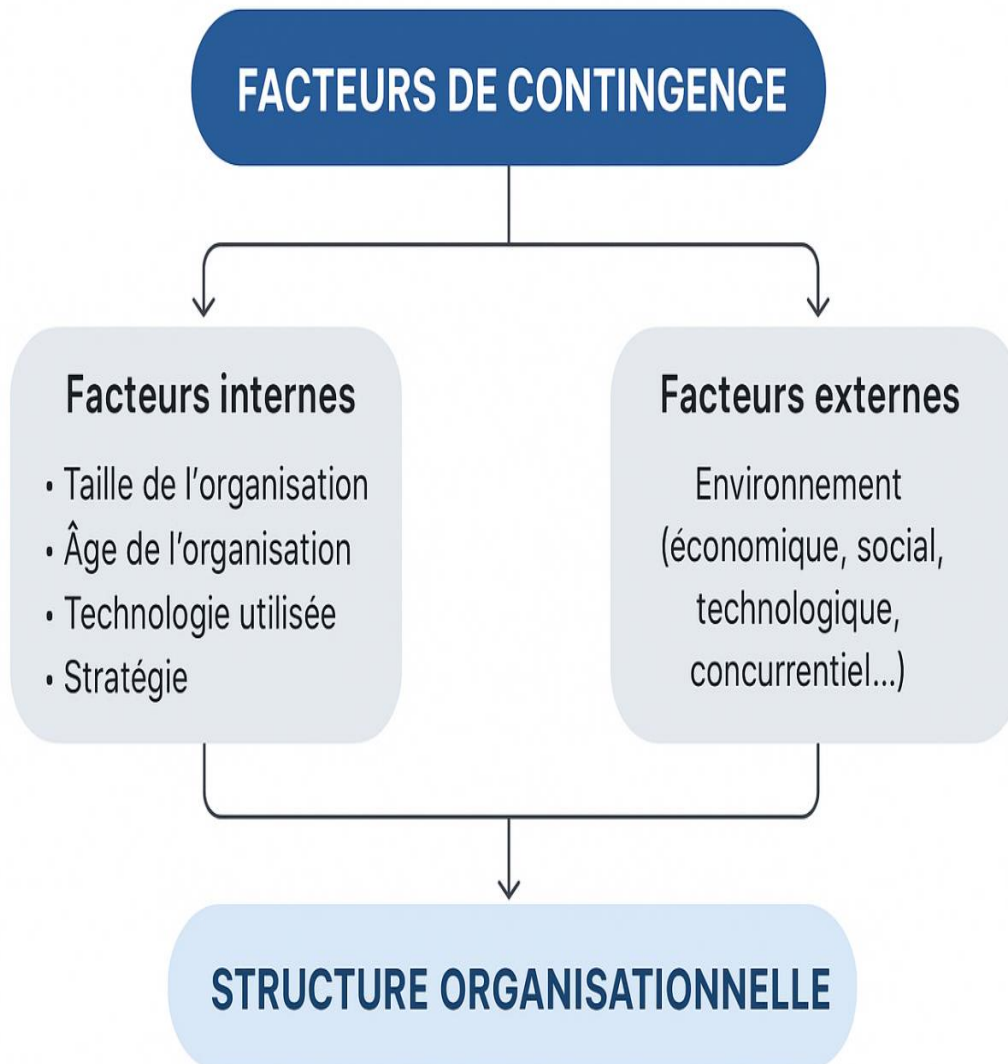 FACTEURS DE CONTINGENCE
Facteurs internes
• Taille de l'organisation
• Âge de l'organisation
• Technologie utilisée
• Stratégie
Facteurs externes
Environnement
(économique, social,
technologique,
concurrentiel...)
STRUCTURE ORGANISATIONNELLE